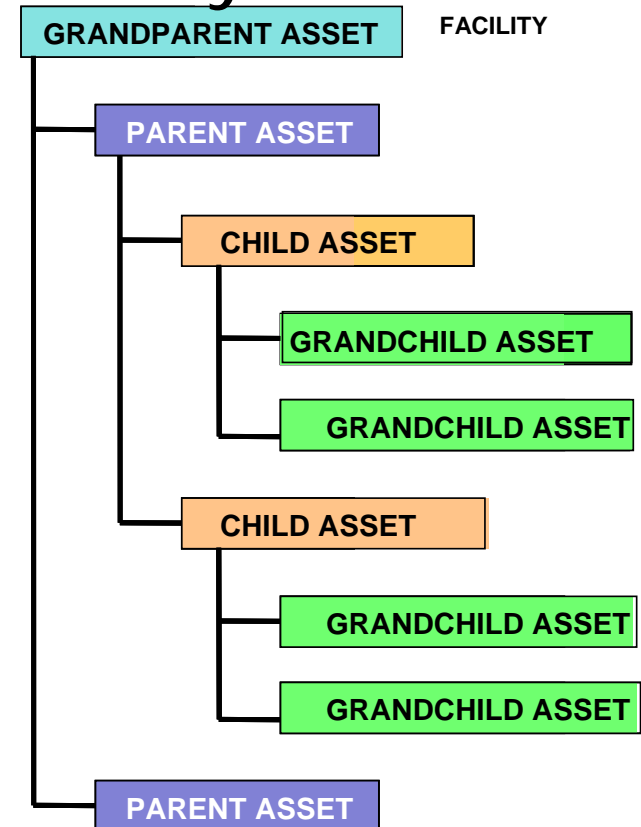 GRANDPARENT ASSET FACILITY
PARENT ASSET
CHILD ASSET
GRANDCHILD ASSET
GRANDCHILD ASSET
CHILD ASSET
GRANDCHILD ASSET
GRANDCHILD ASSET
PARENT ASSET